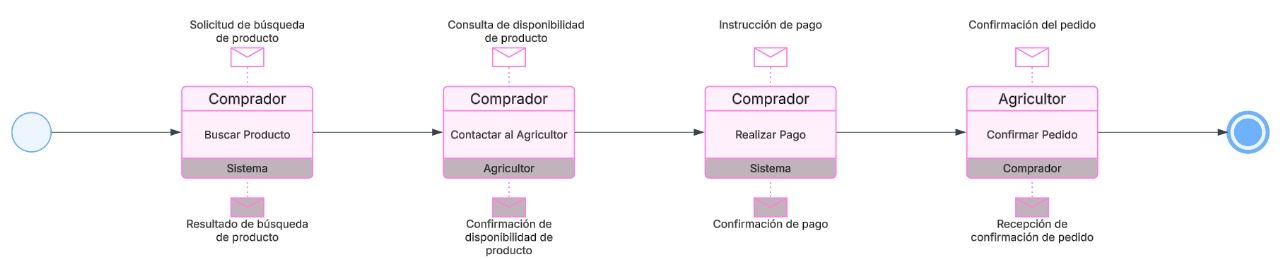 Solicitud de búsqueda
de producto
Comprador
Buscar Producto
Sistema
Resultado de búsqueda
de producto
Consulta de disponibilidad
de producto
Comprador
Contactar al Agricultor
Agricultor
Confirmación de
disponibilidad de
producto
Instrucción de pago
Comprador
Realizar Pago
Sistema
Confirmación de pago
Confirmación del pedido
Agricultor
Confirmar Pedido
Comprador
Recepción de
confirmación de pedido